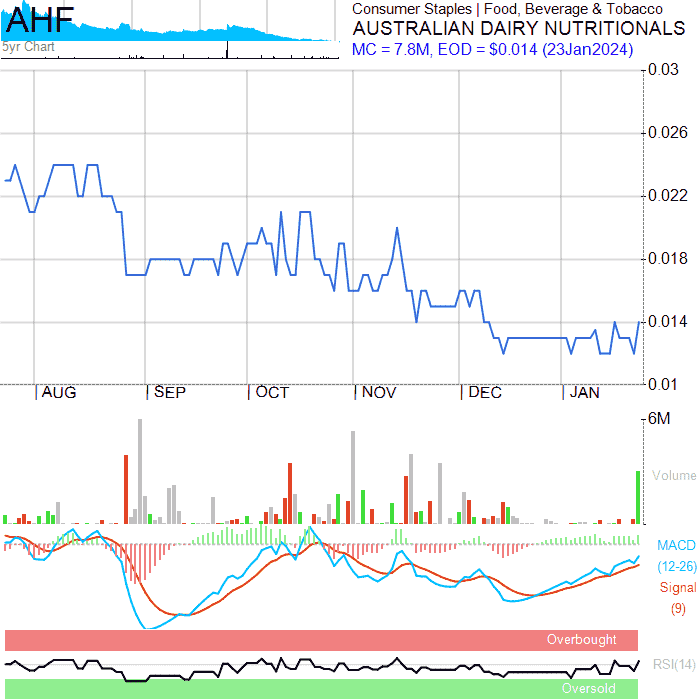 AHF
5yr Chart
Consumer Staples | Food, Beverage & Tobacco
AUSTRALIAN DAIRY NUTRITIONALS
MC = 7.8M, EOD = $0.014 (23Jan2024)
0.03
0.026
0.022
0.018
0.014
0.01
AUG SEP OCT NOV DEC JAN
6M
Volume
MACD
(12-26)
Signal
(9)
Overbought
RSI(14)
Oversold